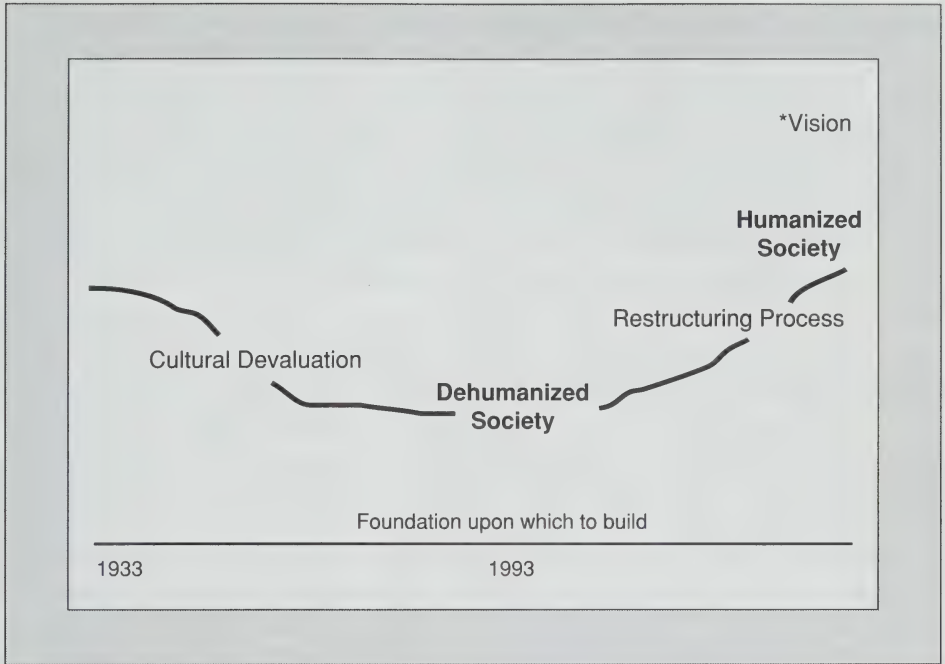 *Vision
Humanized
Society
Restructuring Process
Cultural Devaluation
Dehumanized
Society
Foundation upon which to build
1933
1993